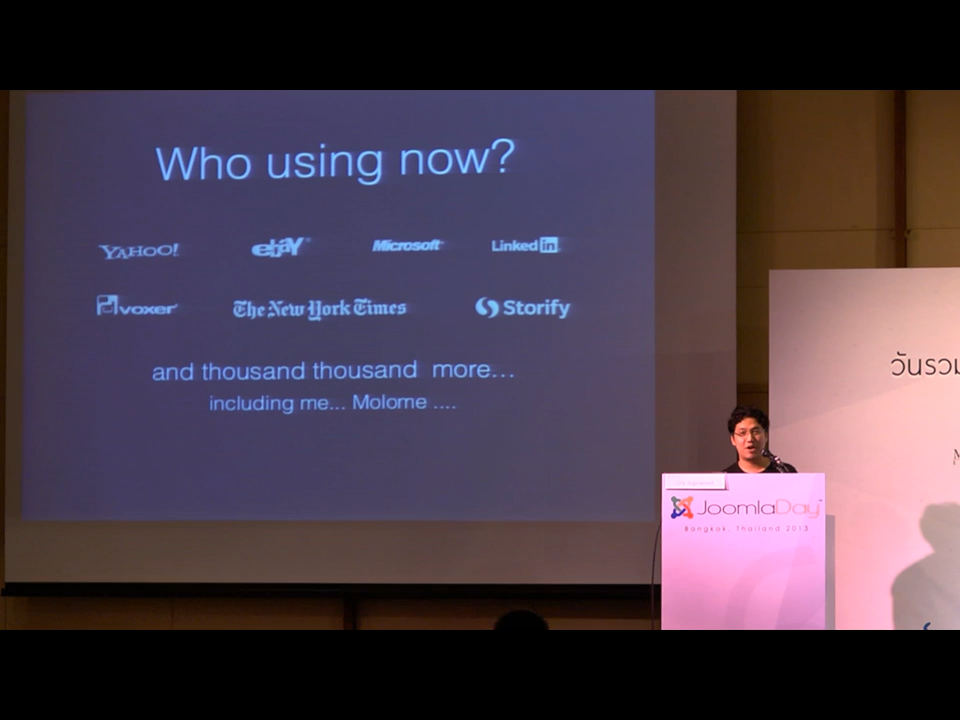 Who using now?
YAHOO! ebay Microsoft LinkedIn
voxer The New York Times Storify
and thousand thousand more...
including me... Molome ....
วันรวม
M
JoomlaDay™
Bangkok, Thailand 2013